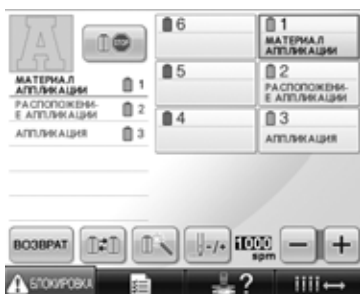 A
STOP
6
1
МАТЕРИАЛ
АППЛИКАЦИИ
МАТЕРИАЛ
АППЛИКАЦИИ
1
5
2
РАСПОЛОЖЕНИ-
Е АППЛИКАЦИИ
РАСПОЛОЖЕНИ-
Е АППЛИКАЦИИ
2
4
3
АППЛИКАЦИЯ
АППЛИКАЦИЯ
3
ВОЗВРАТ
-/+
1000
spm
-
+
БЛОКИРОВКА
?